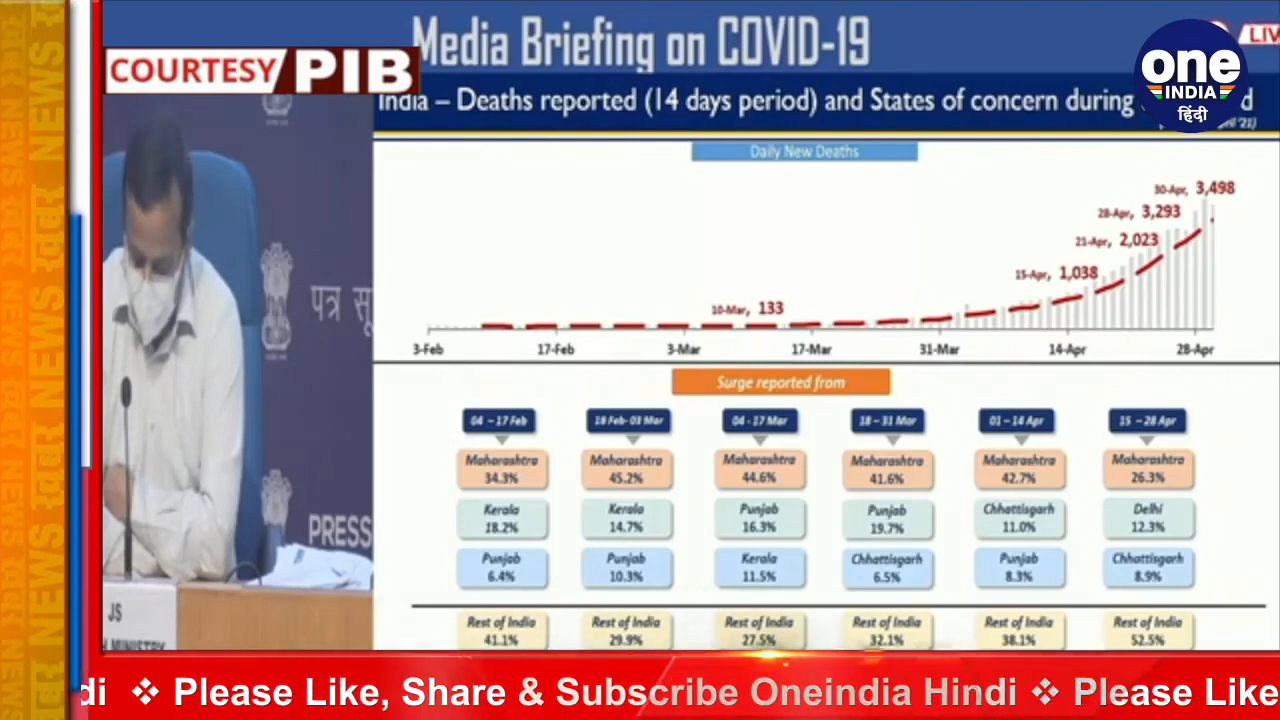 Media Briefing on COVID-19
COURTESY PIB
LIV
one
INDIA
हिंदी
India – Deaths reported (14 days period) and States of concern during
Daily New Deaths
30-Apr, 3,498
28-Apr, 3,293
21-Apr, 2,023
15-Apr, 1,038
10-Mar, 133
3-Feb 17-Feb 3-Mar 17-Mar 31-Mar 14-Apr 28-Apr
Surge reported from
04 – 17 Feb 18 Feb- 03 Mar 04 - 17 Mar 18 – 31 Mar 01 – 14 Apr 15 – 28 Apr
Maharashtra 34.3% Maharashtra 45.2% Maharashtra 44.6% Maharashtra 41.6% Maharashtra 42.7% Maharashtra 26.3%
Kerala 18.2% Kerala 14.7% Punjab 16.3% Punjab 19.7% Chhattisgarh 11.0% Delhi 12.3%
Punjab 6.4% Punjab 10.3% Kerala 11.5% Chhattisgarh 6.5% Punjab 8.3% Chhattisgarh 8.9%
Rest of India 41.1% Rest of India 29.9% Rest of India 27.5% Rest of India 32.1% Rest of India 38.1% Rest of India 52.5%
पत्र सू
PRESS
JS
H MINISTRY
NEWS खबर NEWS खबर NEWS
di ❖ Please Like, Share & Subscribe Oneindia Hindi ❖ Please Like